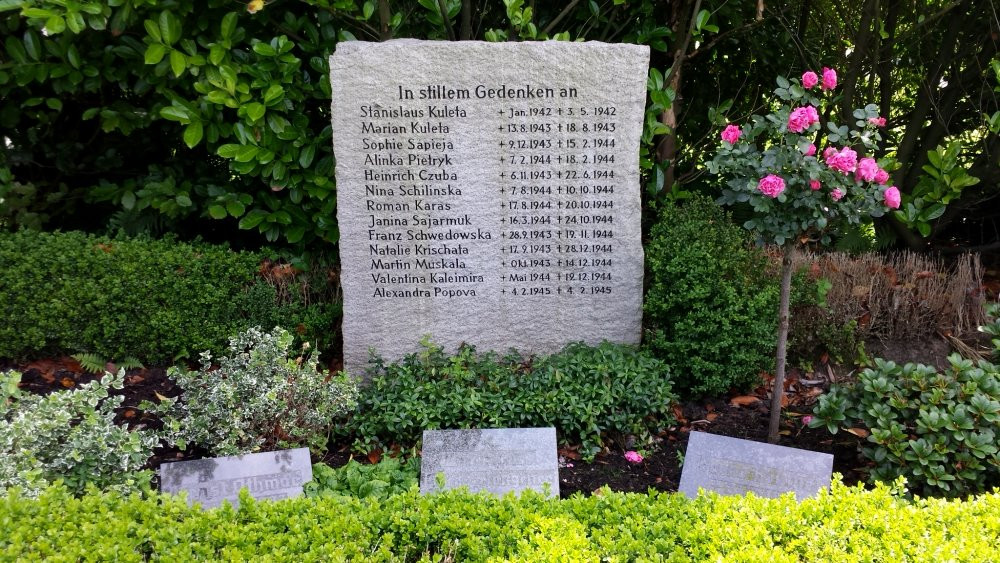 In stillem Gedenken an
Stanislaus Kuleta + Jan. 1942 + 3. 5. 1942
Marian Kuleta + 13.8.1943 + 18. 8. 1943
Sophie Sapieja + 9.12.1943 + 15. 2. 1944
Alinka Pietryk + 7. 2. 1944 + 18. 2. 1944
Heinrich Czuba + 6.11.1943 + 22. 6. 1944
Nina Schilinska + 7. 8. 1944 + 10.10. 1944
Roman Karas + 17. 8. 1944 + 20.10. 1944
Janina Sajarmuk + 16.3.1944 + 24.10. 1944
Franz Schwedowska + 28.9.1943 + 19. 11. 1944
Natalie Krischata + 17. 9.1943 + 28.12. 1944
Martin Muskala + Okt.1943 + 14.12. 1944
Valentina Kaleimira + Mai 1944 + 19.12. 1944
Alexandra Popova + 4. 2.1945 + 4. 2. 1945